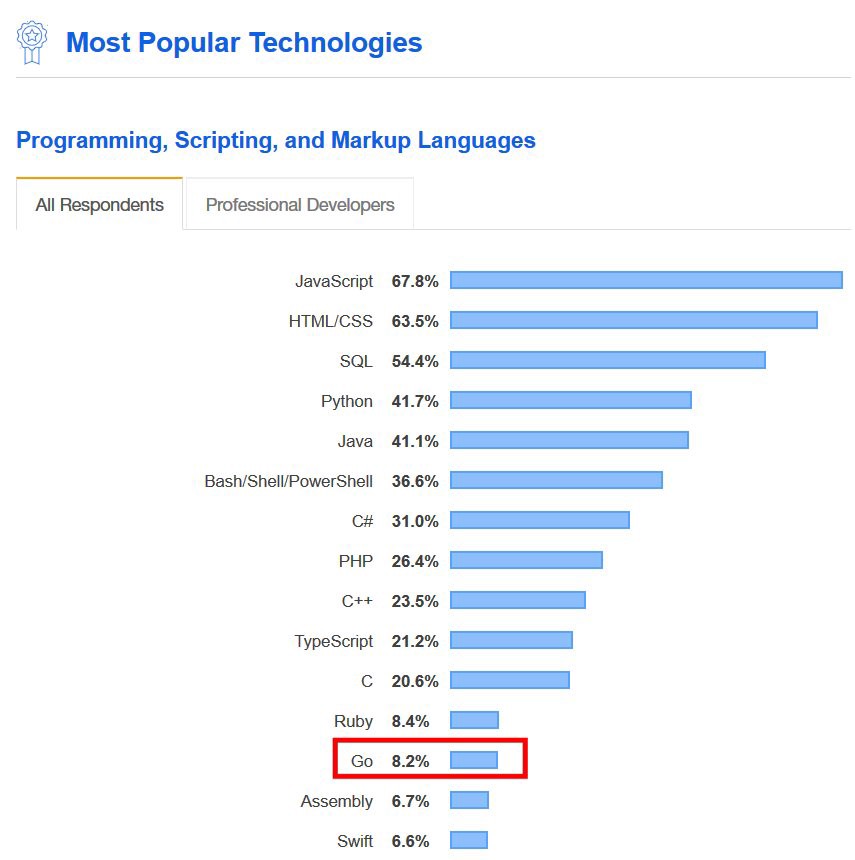 Most Popular Technologies
Programming, Scripting, and Markup Languages
All Respondents Professional Developers
JavaScript 67.8%
HTML/CSS 63.5%
SQL 54.4%
Python 41.7%
Java 41.1%
Bash/Shell/PowerShell 36.6%
C# 31.0%
PHP 26.4%
C++ 23.5%
TypeScript 21.2%
C 20.6%
Ruby 8.4%
Go 8.2%
Assembly 6.7%
Swift 6.6%